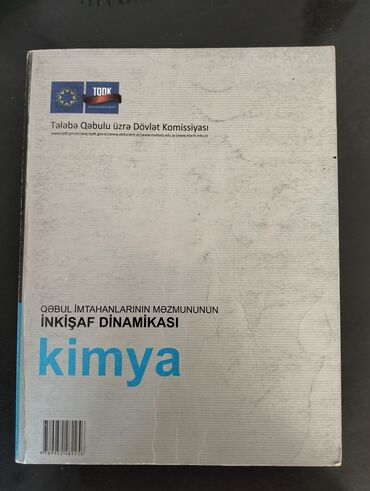 TQDK
Tələbə Qəbulu üzrə Dövlət Komissiyası
QƏBUL İMTAHANLARININ MƏZMUNUNUN
İNKİŞAF DİNAMİKASI
kimya